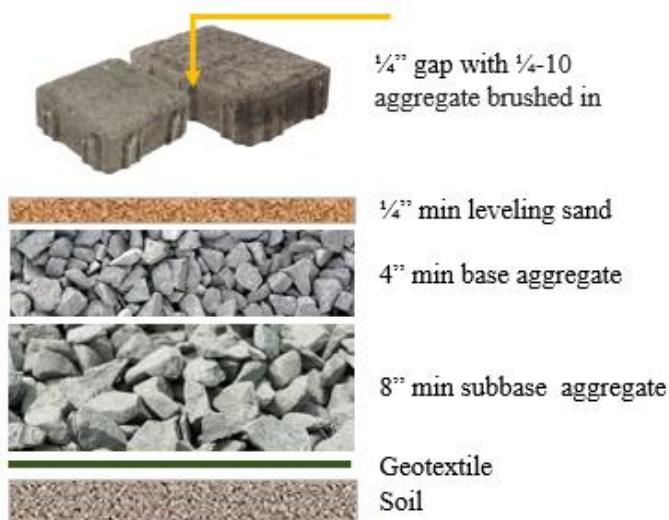 ¼” gap with ¼-10
aggregate brushed in
¼” min leveling sand
4” min base aggregate
8” min subbase  aggregate
Geotextile
Soil